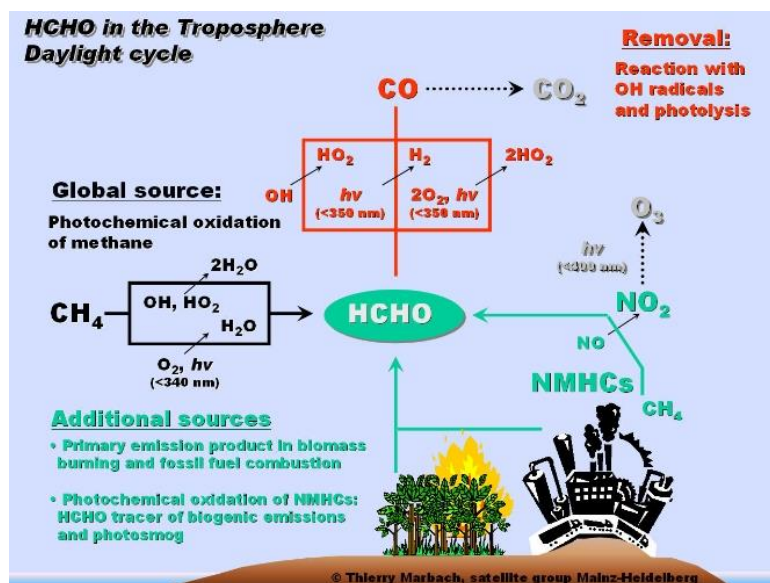 HCHO in the Troposphere
Daylight cycle
Removal:
Reaction with
OH radicals
and photolysis
CO
CO₂
HO₂
H₂
2HO₂
OH
hv
(<350 nm)
2O₂, hv
(<350 nm)
Global source:
Photochemical oxidation
of methane
2H₂O
CH₄
OH, HO₂
H₂O
O₂, hv
(<340 nm)
HCHO
O₃
hv
(<400 nm)
NO₂
NO
NMHCs
CH₄
Additional sources
• Primary emission product in biomass
burning and fossil fuel combustion
• Photochemical oxidation of NMHCs:
HCHO tracer of biogenic emissions
and photosmog
© Thierry Marbach, satellite group Mainz-Heidelberg